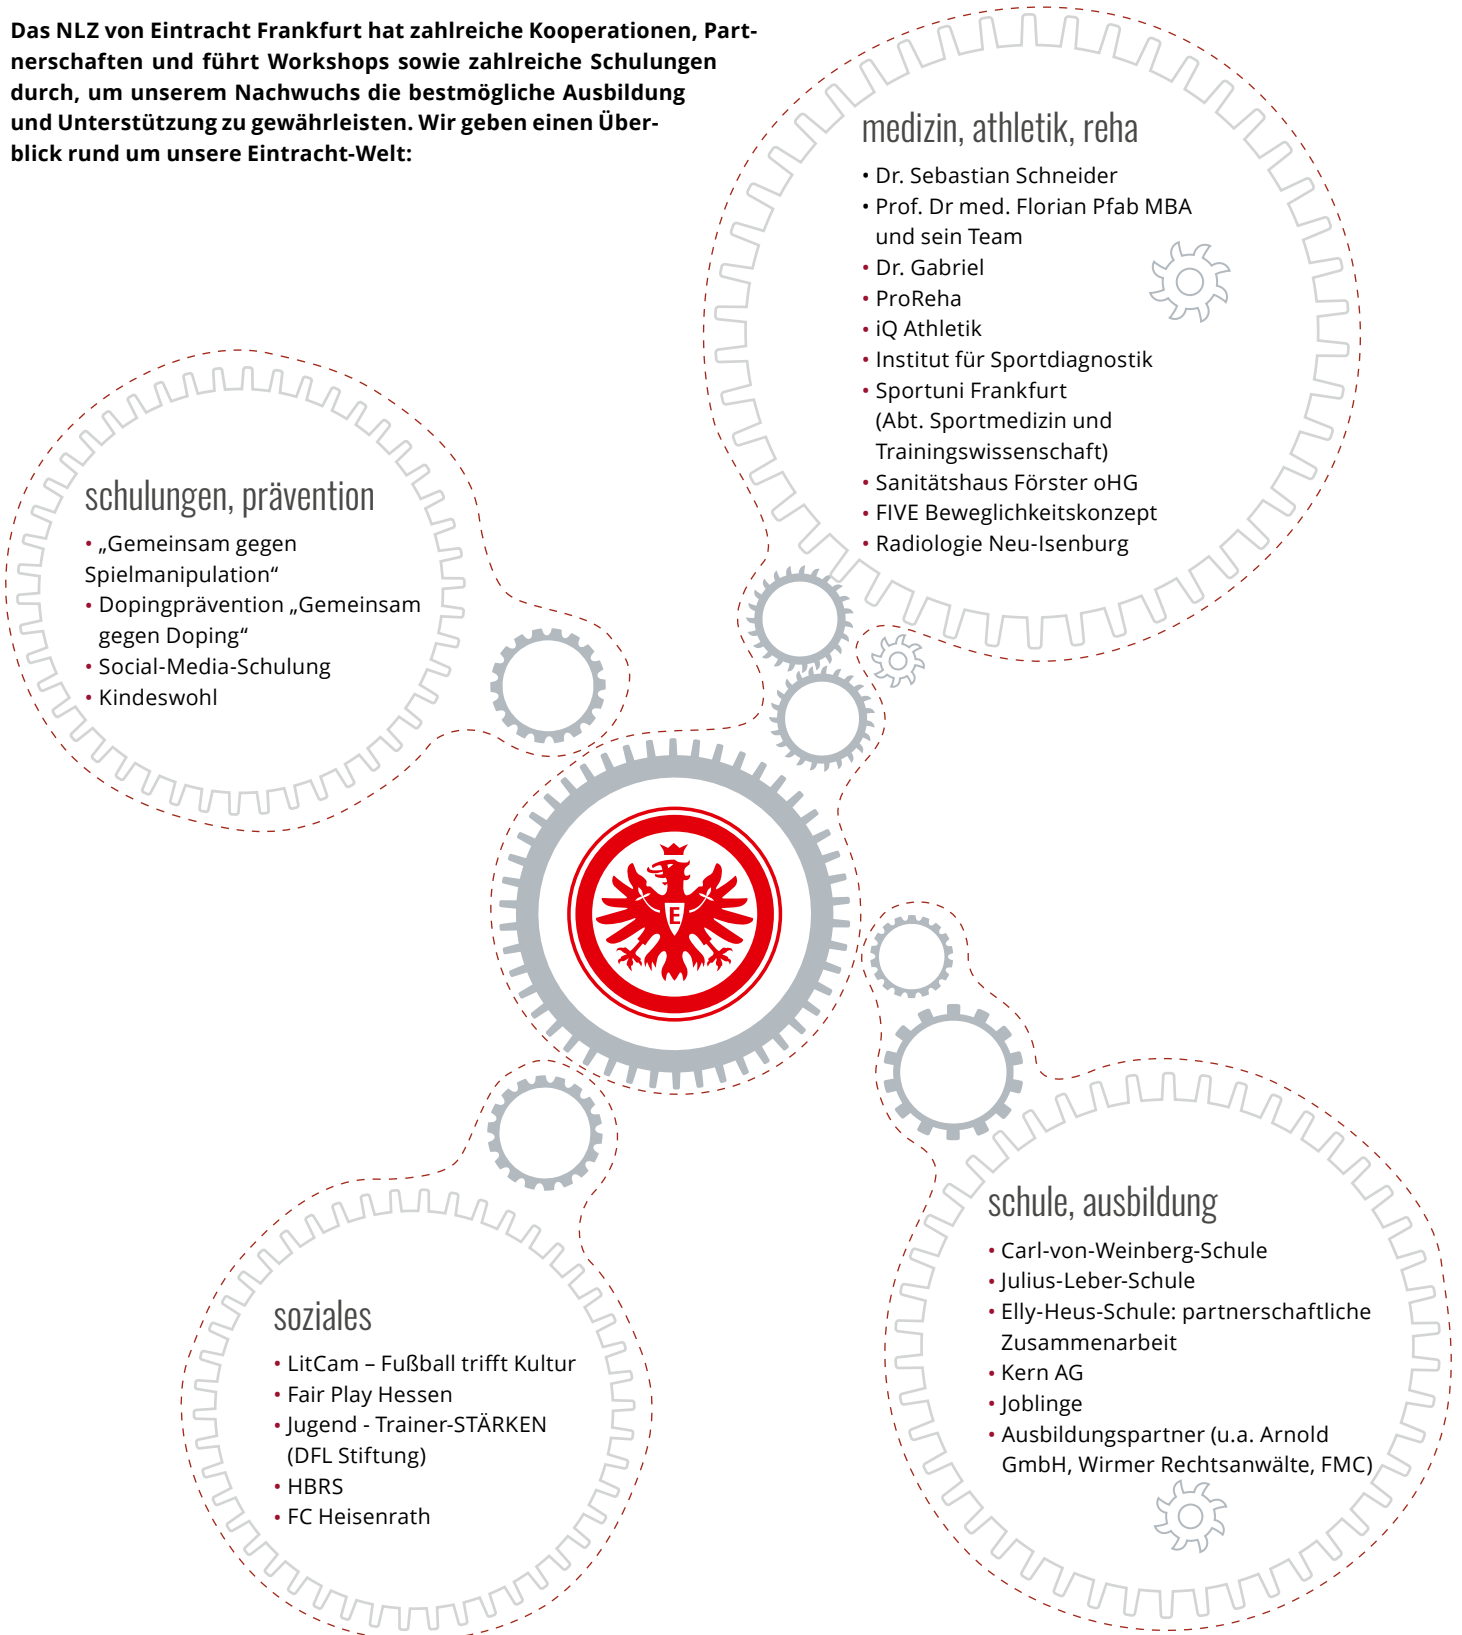 Das NLZ von Eintracht Frankfurt hat zahlreiche Kooperationen, Part-
nerschaften und führt Workshops sowie zahlreiche Schulungen
durch, um unserem Nachwuchs die bestmögliche Ausbildung
und Unterstützung zu gewährleisten. Wir geben einen Über-
blick rund um unsere Eintracht-Welt:
medizin, athletik, reha
• Dr. Sebastian Schneider
• Prof. Dr med. Florian Pfab MBA
und sein Team
• Dr. Gabriel
• ProReha
• iQ Athletik
• Institut für Sportdiagnostik
• Sportuni Frankfurt
(Abt. Sportmedizin und
Trainingswissenschaft)
• Sanitätshaus Förster oHG
• FIVE Beweglichkeitskonzept
• Radiologie Neu-Isenburg
schulungen, prävention
• „Gemeinsam gegen
Spielmanipulation“
• Dopingprävention „Gemeinsam
gegen Doping“
• Social-Media-Schulung
• Kindeswohl
E
schule, ausbildung
• Carl-von-Weinberg-Schule
• Julius-Leber-Schule
• Elly-Heus-Schule: partnerschaftliche
Zusammenarbeit
• Kern AG
• Joblinge
• Ausbildungspartner (u.a. Arnold
GmbH, Wirmer Rechtsanwälte, FMC)
soziales
• LitCam – Fußball trifft Kultur
• Fair Play Hessen
• Jugend - Trainer-STÄRKEN
(DFL Stiftung)
• HBRS
• FC Heisenrath